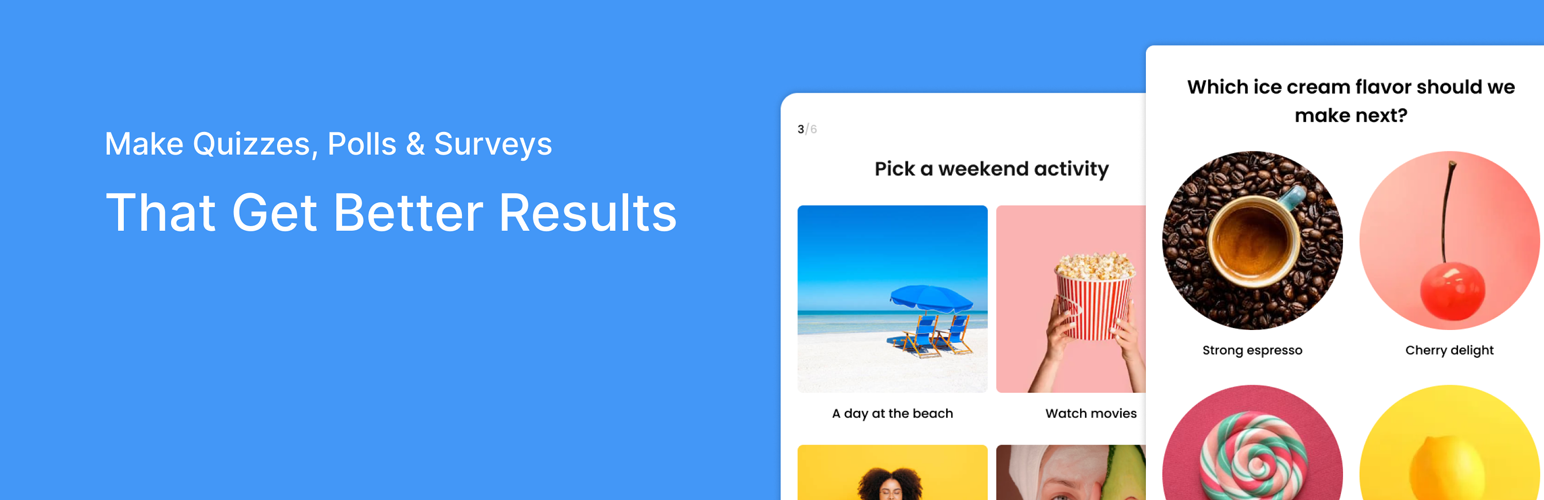 Make Quizzes, Polls & Surveys
That Get Better Results
3/6
Pick a weekend activity
A day at the beach
Watch movies
Which ice cream flavor should we
make next?
Strong espresso
Cherry delight